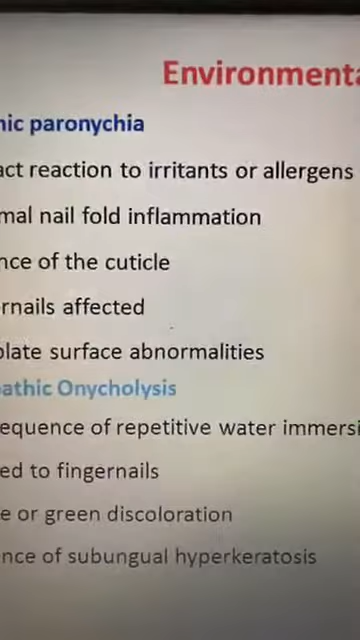 Environmenta
nic paronychia
act reaction to irritants or allergens
mal nail fold inflammation
nce of the cuticle
rnails affected
plate surface abnormalities
athic Onycholysis
equence of repetitive water immersi
ed to fingernails
e or green discoloration
nce of subungual hyperkeratosis